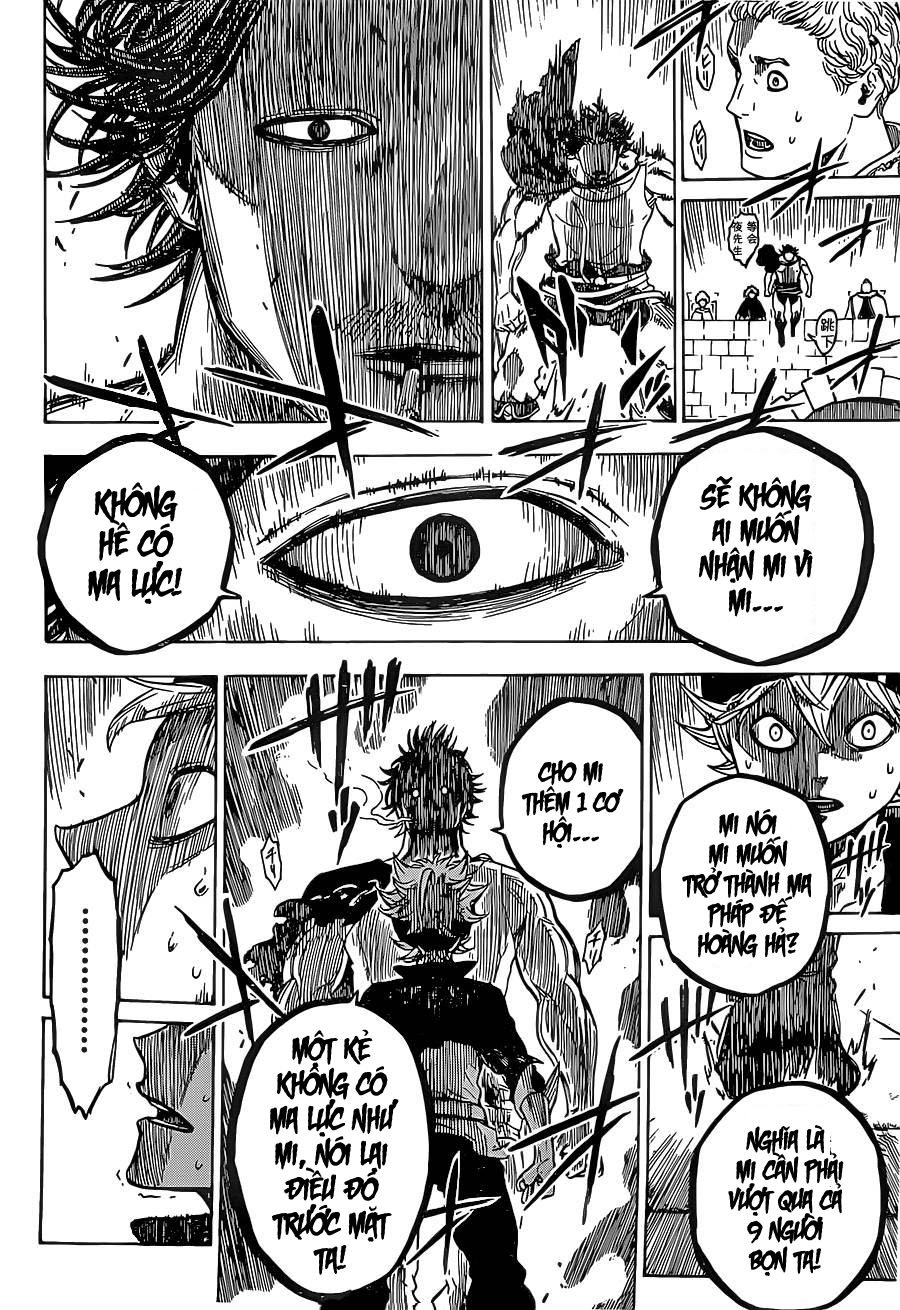 等会
夜先生
跳
下
SẼ KHÔNG
AI MUỐN
NHẬN MI VÌ
MI...
KHÔNG
HỀ CÓ
MA LỰC!
MI NÓI
MI MUỐN
TRỞ THÀNH MA
PHÁP ĐẾ
HOÀNG HẢ?
NGHĨA LÀ
MI CẦN PHẢI
VƯỢT QUA CẢ
9 NGƯỜI
BỌN TA!
CHO MI
THÊM 1 CƠ
HỘI...
MỘT KẺ
KHÔNG CÓ
MA LỰC NHƯ
MI, NÓI LẠI
ĐIỀU ĐÓ
TRƯỚC MẶT
TA!
.........